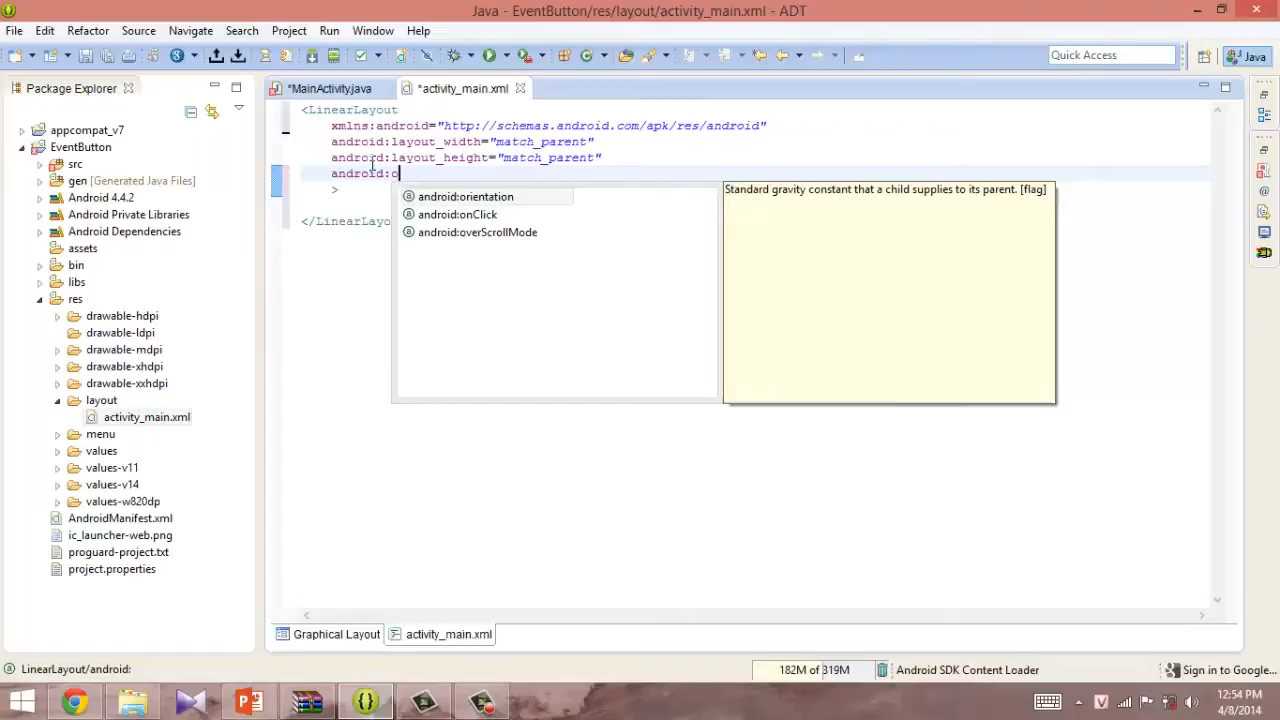 Java - EventButton/res/layout/activity_main.xml - ADT
File Edit Refactor Source Navigate Search Project Run Window Help
Quick Access
Java
Package Explorer
*MainActivity.java
*activity_main.xml
appcompat_v7
EventButton
src
gen [Generated Java Files]
Android 4.4.2
Android Private Libraries
Android Dependencies
assets
bin
libs
res
drawable-hdpi
drawable-ldpi
drawable-mdpi
drawable-xhdpi
drawable-xxhdpi
layout
activity_main.xml
menu
values
values-v11
values-v14
values-w820dp
AndroidManifest.xml
ic_launcher-web.png
proguard-project.txt
project.properties
<LinearLayout
xmlns:android="http://schemas.android.com/apk/res/android"
android:layout_width="match_parent"
android:layout_height="match_parent"
android:o
>
</LinearLayo
android:orientation
android:onClick
android:overScrollMode
Standard gravity constant that a child supplies to its parent. [flag]
Graphical Layout
activity_main.xml
LinearLayout/android:
182M of 319M
Android SDK Content Loader
Sign in to Google...
12:54 PM
4/8/2014